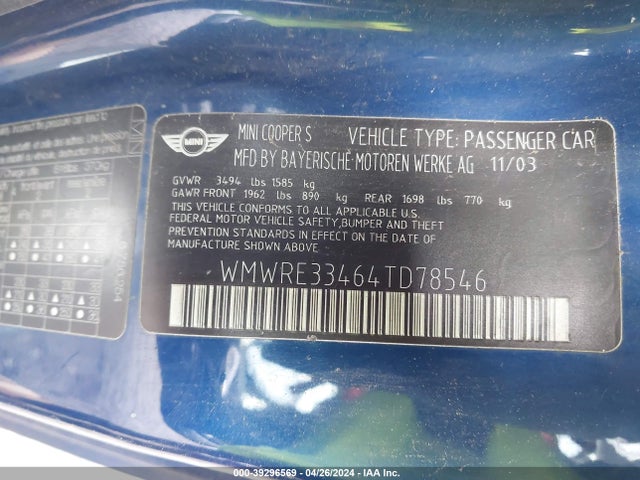 MINI
MINI COOPER S VEHICLE TYPE: PASSENGER CAR
MFD BY BAYERISCHE MOTOREN WERKE AG 11/03
GVWR 3494 lbs 1585 kg
GAWR FRONT 1962 lbs 890 kg REAR 1698 lbs 770 kg
THIS VEHICLE CONFORMS TO ALL APPLICABLE U.S.
FEDERAL MOTOR VEHICLE SAFETY, BUMPER AND THEFT
PREVENTION STANDARDS IN EFFECT ON THE DATE OF
MANUFACTURE SHOWN ABOVE.
WMWRE33464TD78546
000-39296569 - 04/26/2024 - IAA Inc.